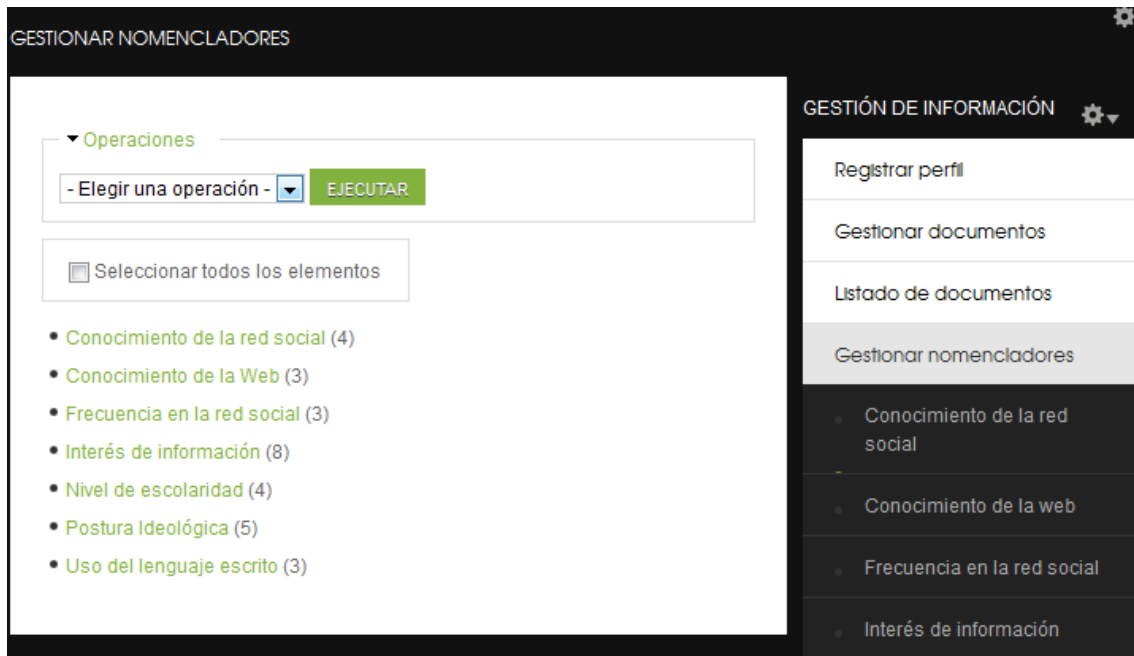 GESTIONAR NOMENCLADORES
Operaciones
- Elegir una operación -
EJECUTAR
Seleccionar todos los elementos
Conocimiento de la red social (4)
Conocimiento de la Web (3)
Frecuencia en la red social (3)
Interés de información (8)
Nivel de escolaridad (4)
Postura Ideológica (5)
Uso del lenguaje escrito (3)
GESTIÓN DE INFORMACIÓN
Registrar perfil
Gestionar documentos
Listado de documentos
Gestionar nomencladores
Conocimiento de la red
social
Conocimiento de la web
Frecuencia en la red social
Interés de información